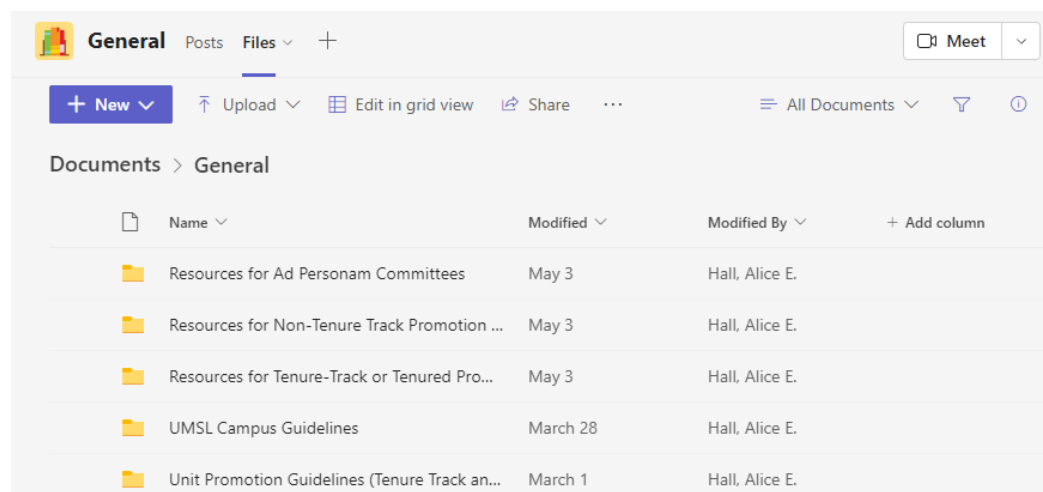 General Posts Files Meet
New Upload Edit in grid view Share ... All Documents
Documents > General
Name Modified Modified By + Add column
Resources for Ad Personam Committees May 3 Hall, Alice E.
Resources for Non-Tenure Track Promotion ... May 3 Hall, Alice E.
Resources for Tenure-Track or Tenured Pro... May 3 Hall, Alice E.
UMSL Campus Guidelines March 28 Hall, Alice E.
Unit Promotion Guidelines (Tenure Track an... March 1 Hall, Alice E.